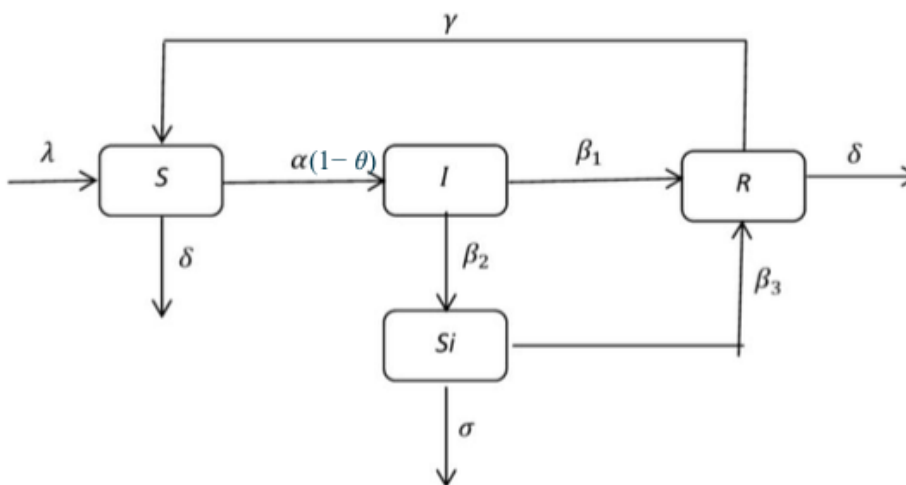 γ
λ
S
α(1− θ)
I
β₁
R
δ
δ
β₂
β₃
Si
σ